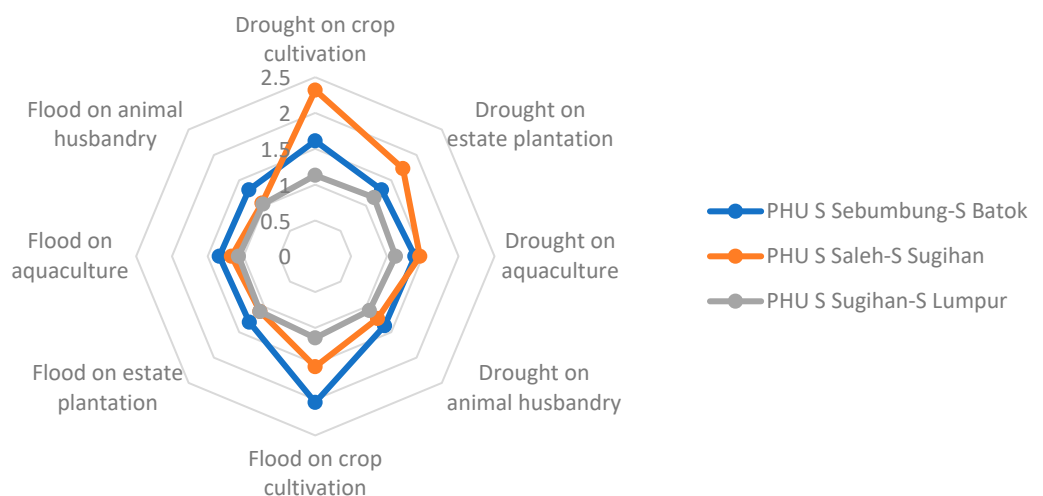 Drought on crop
cultivation
2.5
2
1.5
1
0.5
0
Drought on
estate plantation
Drought on
aquaculture
Drought on
animal husbandry
Flood on crop
cultivation
Flood on estate
plantation
Flood on
aquaculture
Flood on animal
husbandry
PHU S Sebumbung-S Batok
PHU S Saleh-S Sugihan
PHU S Sugihan-S Lumpur